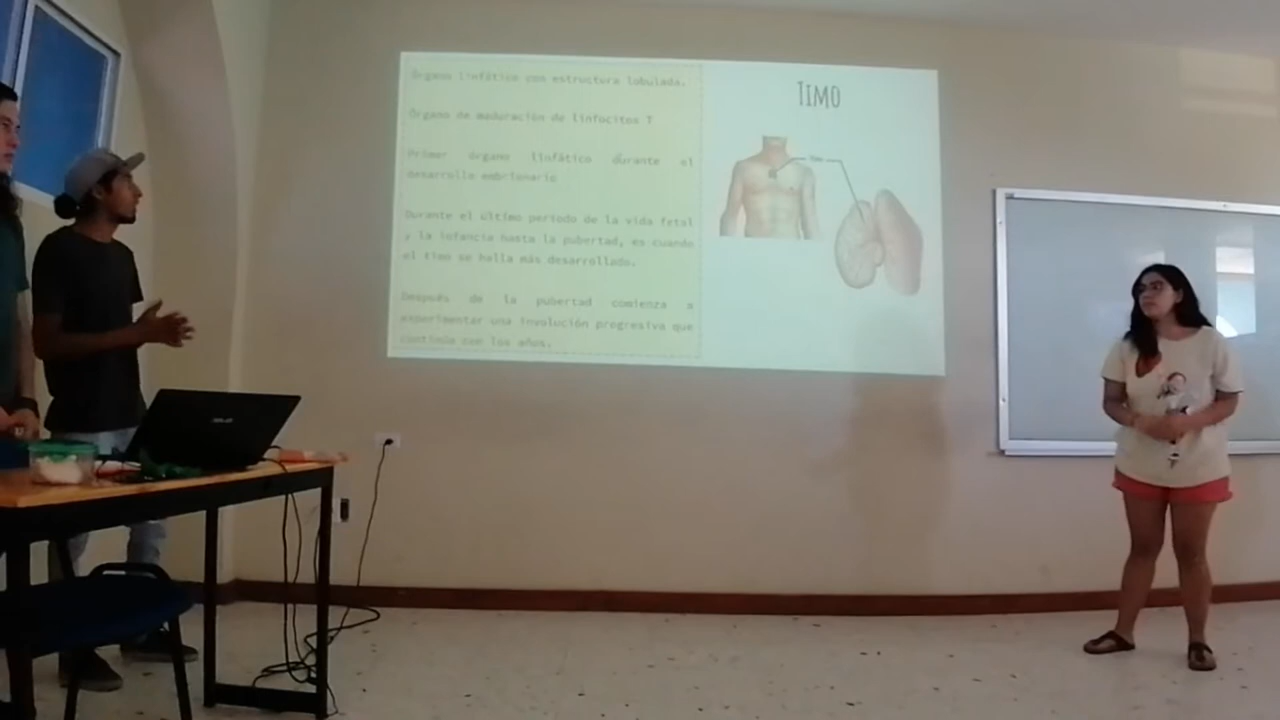 Órgano linfático con estructura lobulada.
Órgano de maduración de linfocitos T
Primer órgano linfático durante el
desarrollo embrionario
Durante el último periodo de la vida fetal
y la infancia hasta la pubertad, es cuando
el timo se halla más desarrollado.
Después de la pubertad comienza a
experimentar una involución progresiva que
continúa con los años.
TIMO
Timo
ASUS